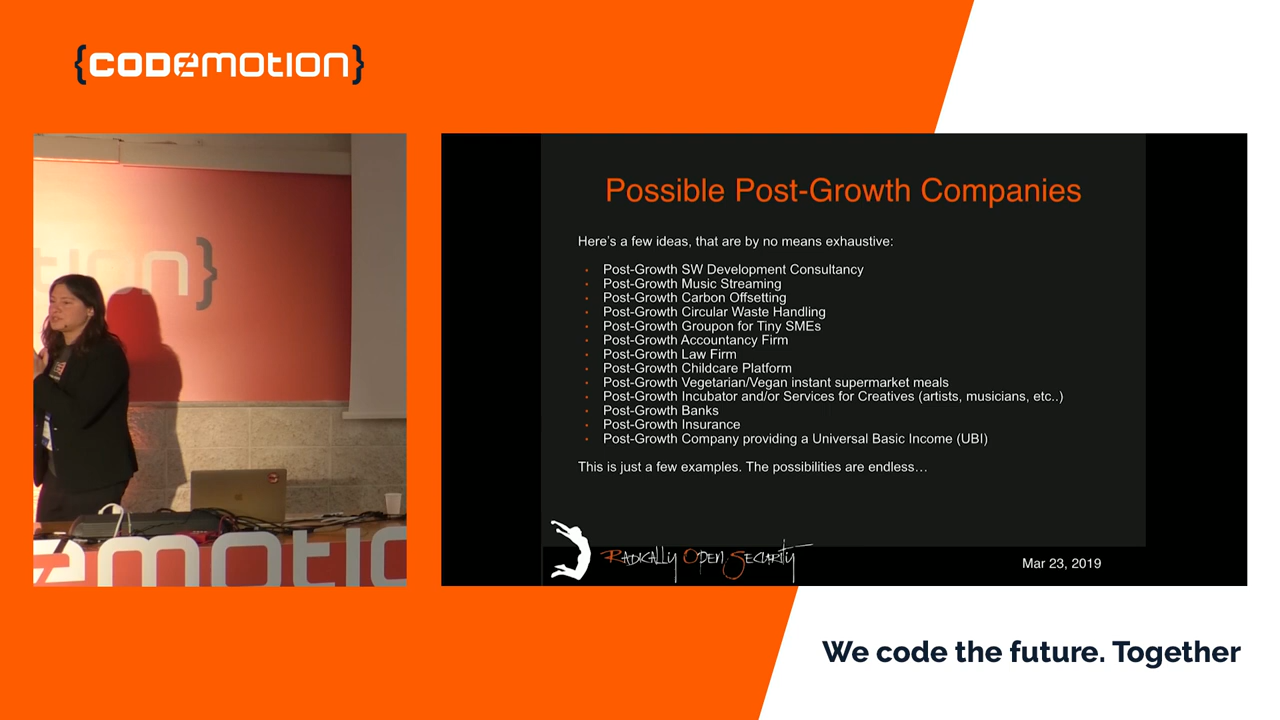 {CODEMOTION}
otion}
emotio
Possible Post-Growth Companies
Here's a few ideas, that are by no means exhaustive:
• Post-Growth SW Development Consultancy
• Post-Growth Music Streaming
• Post-Growth Carbon Offsetting
• Post-Growth Circular Waste Handling
• Post-Growth Groupon for Tiny SMEs
• Post-Growth Accountancy Firm
• Post-Growth Law Firm
• Post-Growth Childcare Platform
• Post-Growth Vegetarian/Vegan instant supermarket meals
• Post-Growth Incubator and/or Services for Creatives (artists, musicians, etc..)
• Post-Growth Banks
• Post-Growth Insurance
• Post-Growth Company providing a Universal Basic Income (UBI)
This is just a few examples. The possibilities are endless…
Radically Open Security
Mar 23, 2019
We code the future. Together